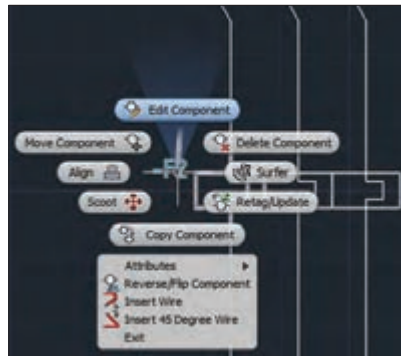 Edit Component
Move Component
Delete Component
Align
Surfer
Scoot
Retag/Update
Copy Component
Attributes
Reverse/Flip Component
Insert Wire
Insert 45 Degree Wire
Exit